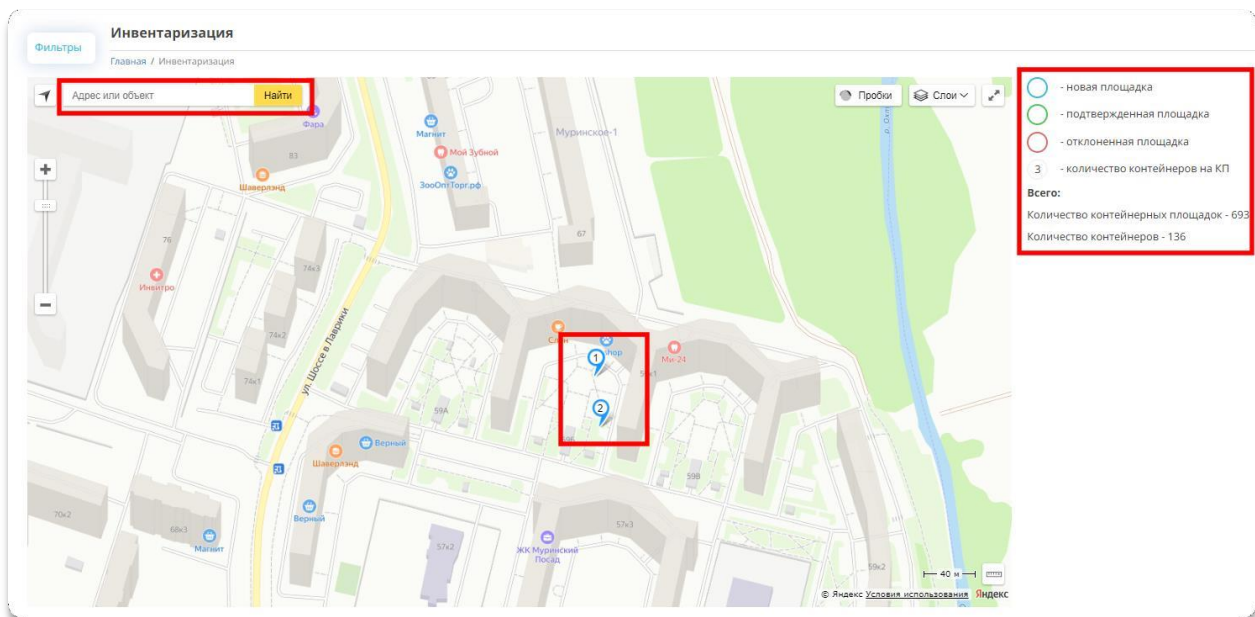 Фильтры
Инвентаризация
Главная / Инвентаризация
Адрес или объект
Найти
Пробки
Слои
- новая площадка
- подтвержденная площадка
- отклоненная площадка
3 - количество контейнеров на КП
Всего:
Количество контейнерных площадок - 693
Количество контейнеров - 136
Фара
Магнит
Муринское-1
Мой Зубной
83
Шаверлэнд
ЗооОптТорг.рф
67
76
74к3
Инвитро
74к2
ул. Шоссе в Лаврики
Слон
shop
1
Ми-24
74к1
59А
2
Верный
Шаверлэнд
59В
Верный
70к2
68к3
Магнит
57к3
57к2
ЖК Муринский
Посад
59к2
40 м
© Яндекс Условия использования Яндекс